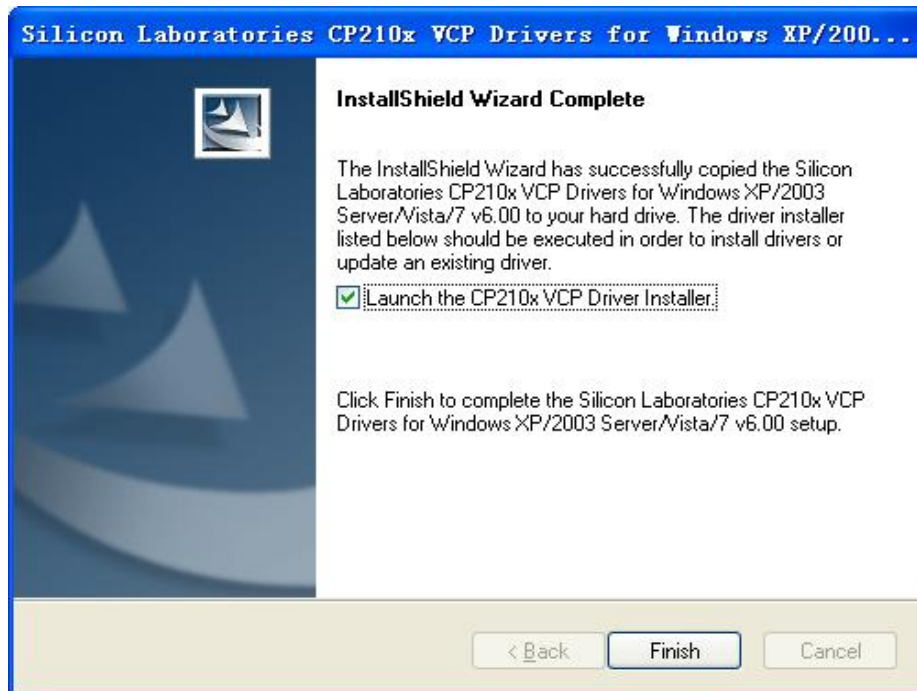 Silicon Laboratories CP210x VCP Drivers for Windows XP/200...
InstallShield Wizard Complete
The InstallShield Wizard has successfully copied the Silicon
Laboratories CP210x VCP Drivers for Windows XP/2003
Server/Vista/7 v6.00 to your hard drive. The driver installer
listed below should be executed in order to install drivers or
update an existing driver.
Launch the CP210x VCP Driver Installer.
Click Finish to complete the Silicon Laboratories CP210x VCP
Drivers for Windows XP/2003 Server/Vista/7 v6.00 setup.
< Back Finish Cancel